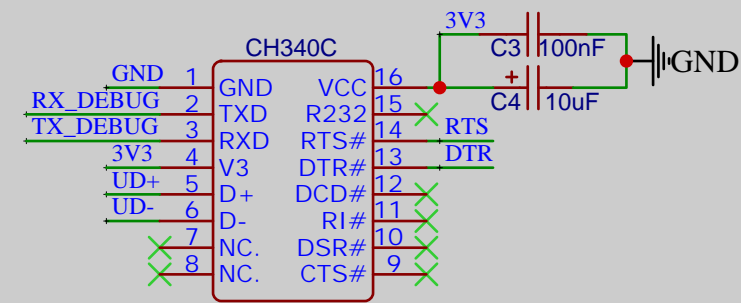 3V3
C3 100nF
GND
C4 + 10uF
CH340C
GND 1 GND VCC 16
RX_DEBUG 2 TXD R232 15
TX_DEBUG 3 RXD RTS# 14 RTS
3V3 4 V3 DTR# 13 DTR
UD+ 5 D+ DCD# 12
UD- 6 D- RI# 11
7 NC. DSR# 10
8 NC. CTS# 9